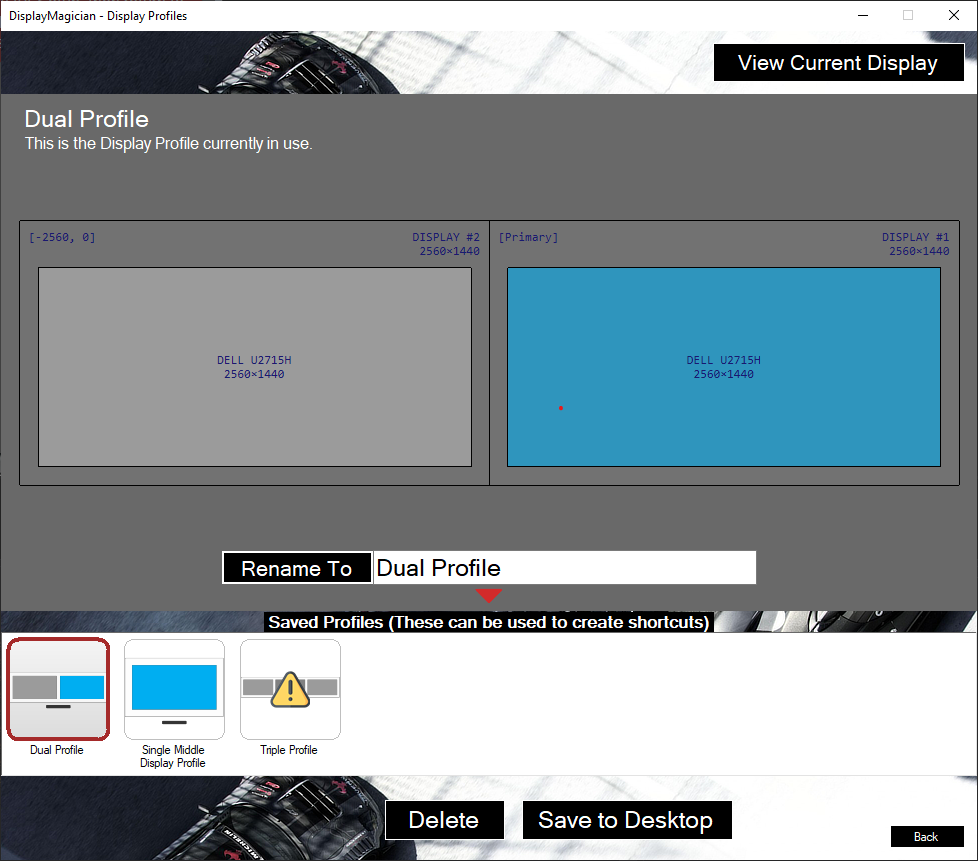 DisplayMagician - Display Profiles
View Current Display
Dual Profile
This is the Display Profile currently in use.
[-2560, 0]
DISPLAY #2
2560×1440
[Primary]
DISPLAY #1
2560×1440
DELL U2715H
2560×1440
DELL U2715H
2560×1440
Rename To
Dual Profile
Saved Profiles (These can be used to create shortcuts)
Dual Profile
Single Middle
Display Profile
Triple Profile
MICHELIN
Delete
Save to Desktop
Back